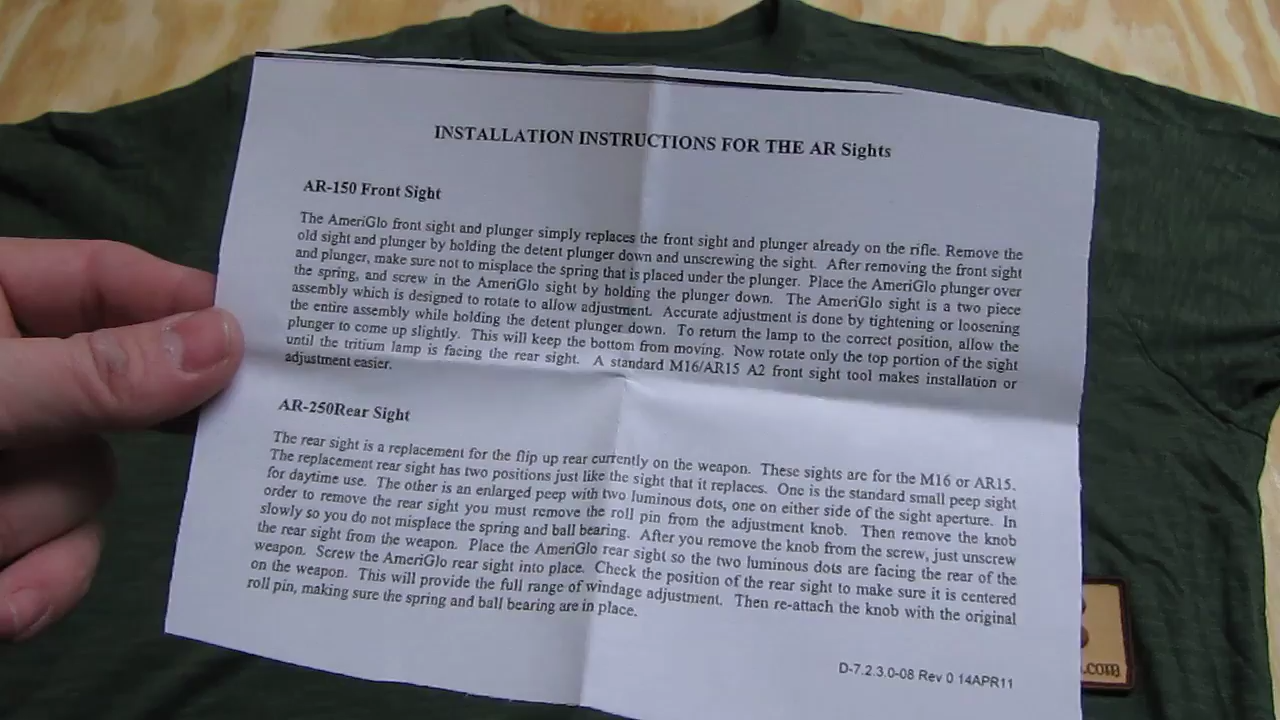 INSTALLATION INSTRUCTIONS FOR THE AR Sights
AR-150 Front Sight
The AmeriGlo front sight and plunger simply replaces the front sight and plunger already on the rifle. Remove the
old sight and plunger by holding the detent plunger down and unscrewing the sight. After removing the front sight
and plunger, make sure not to misplace the spring that is placed under the plunger. Place the AmeriGlo plunger over
the spring, and screw in the AmeriGlo sight by holding the plunger down. The AmeriGlo sight is a two piece
assembly which is designed to rotate to allow adjustment. Accurate adjustment is done by tightening or loosening
the entire assembly while holding the detent plunger down. To return the lamp to the correct position, allow the
plunger to come up slightly. This will keep the bottom from moving. Now rotate only the top portion of the sight
until the tritium lamp is facing the rear sight. A standard M16/AR15 A2 front sight tool makes installation or
adjustment easier.
AR-250Rear Sight
The rear sight is a replacement for the flip up rear currently on the weapon. These sights are for the M16 or AR15.
The replacement rear sight has two positions just like the sight that it replaces. One is the standard small peep sight
for daytime use. The other is an enlarged peep with two luminous dots, one on either side of the sight aperture. In
order to remove the rear sight you must remove the roll pin from the adjustment knob. Then remove the knob
slowly so you do not misplace the spring and ball bearing. After you remove the knob from the screw, just unscrew
the rear sight from the weapon. Place the AmeriGlo rear sight so the two luminous dots are facing the rear of the
weapon. Screw the AmeriGlo rear sight into place. Check the position of the rear sight to make sure it is centered
on the weapon. This will provide the full range of windage adjustment. Then re-attach the knob with the original
roll pin, making sure the spring and ball bearing are in place.
D-7.2.3.0-08 Rev 0 14APR11
.com